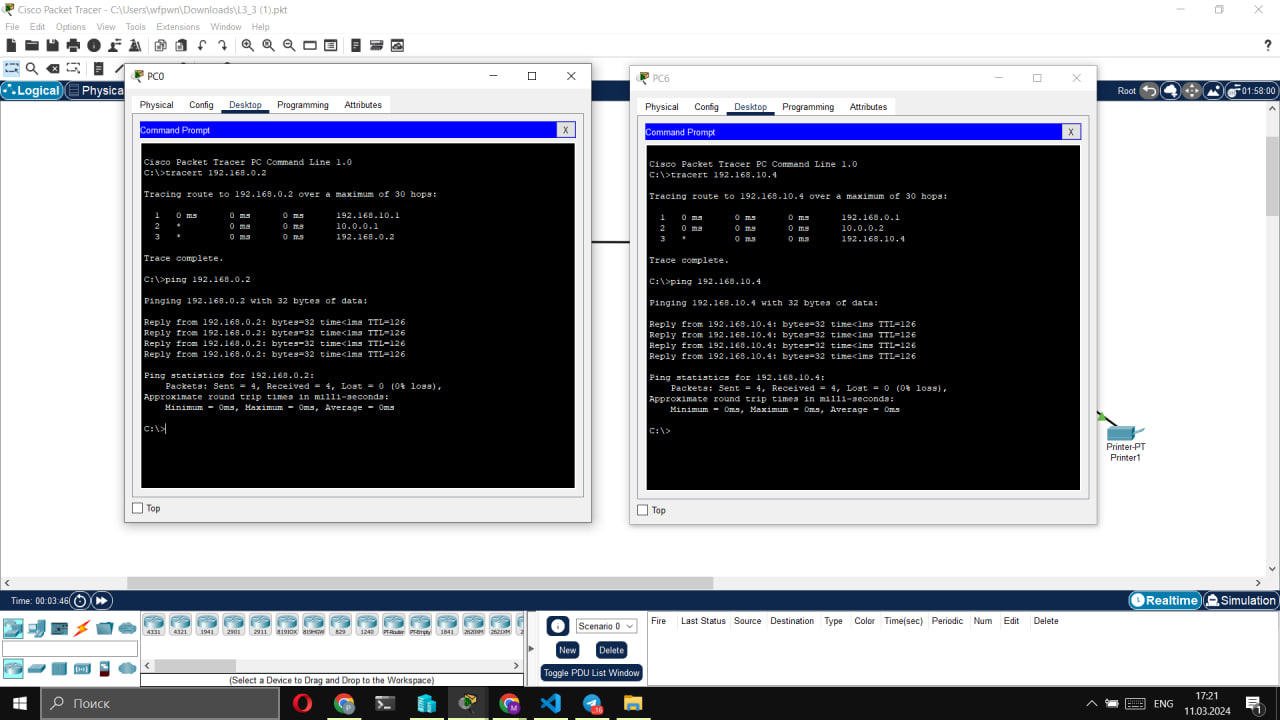 Cisco Packet Tracer - C:\Users\wfpwn\Downloads\L3_3 (1).pkt
File Edit Options View Tools Extensions Window Help
?
Logical Physica Root 01:58:00
PC0
Physical Config Desktop Programming Attributes
Command Prompt X
Cisco Packet Tracer PC Command Line 1.0
C:\>tracert 192.168.0.2
Tracing route to 192.168.0.2 over a maximum of 30 hops:
1 0 ms 0 ms 0 ms 192.168.10.1
2 * 0 ms 0 ms 10.0.0.1
3 * 0 ms 0 ms 192.168.0.2
Trace complete.
C:\>ping 192.168.0.2
Pinging 192.168.0.2 with 32 bytes of data:
Reply from 192.168.0.2: bytes=32 time<1ms TTL=126
Reply from 192.168.0.2: bytes=32 time<1ms TTL=126
Reply from 192.168.0.2: bytes=32 time<1ms TTL=126
Reply from 192.168.0.2: bytes=32 time<1ms TTL=126
Ping statistics for 192.168.0.2:
Packets: Sent = 4, Received = 4, Lost = 0 (0% loss),
Approximate round trip times in milli-seconds:
Minimum = 0ms, Maximum = 0ms, Average = 0ms
C:\>
Top
PC6
Physical Config Desktop Programming Attributes
Command Prompt X
Cisco Packet Tracer PC Command Line 1.0
C:\>tracert 192.168.10.4
Tracing route to 192.168.10.4 over a maximum of 30 hops:
1 0 ms 0 ms 0 ms 192.168.0.1
2 0 ms 0 ms 0 ms 10.0.0.2
3 * 0 ms 0 ms 192.168.10.4
Trace complete.
C:\>ping 192.168.10.4
Pinging 192.168.10.4 with 32 bytes of data:
Reply from 192.168.10.4: bytes=32 time<1ms TTL=126
Reply from 192.168.10.4: bytes=32 time<1ms TTL=126
Reply from 192.168.10.4: bytes=32 time<1ms TTL=126
Reply from 192.168.10.4: bytes=32 time<1ms TTL=126
Ping statistics for 192.168.10.4:
Packets: Sent = 4, Received = 4, Lost = 0 (0% loss),
Approximate round trip times in milli-seconds:
Minimum = 0ms, Maximum = 0ms, Average = 0ms
C:\>
Top
Printer-PT
Printer1
Time: 00:03:46 Realtime Simulation
4331 4321 1941 2901 2911 819IOX 819HGW 829 1240 PT-Router PT-Empty 1841 2620XM 2621XM 2
(Select a Device to Drag and Drop to the Workspace)
Scenario 0
New Delete
Toggle PDU List Window
Fire Last Status Source Destination Type Color Time(sec) Periodic Num Edit Delete
Поиск
16
ENG
17:21
11.03.2024
1